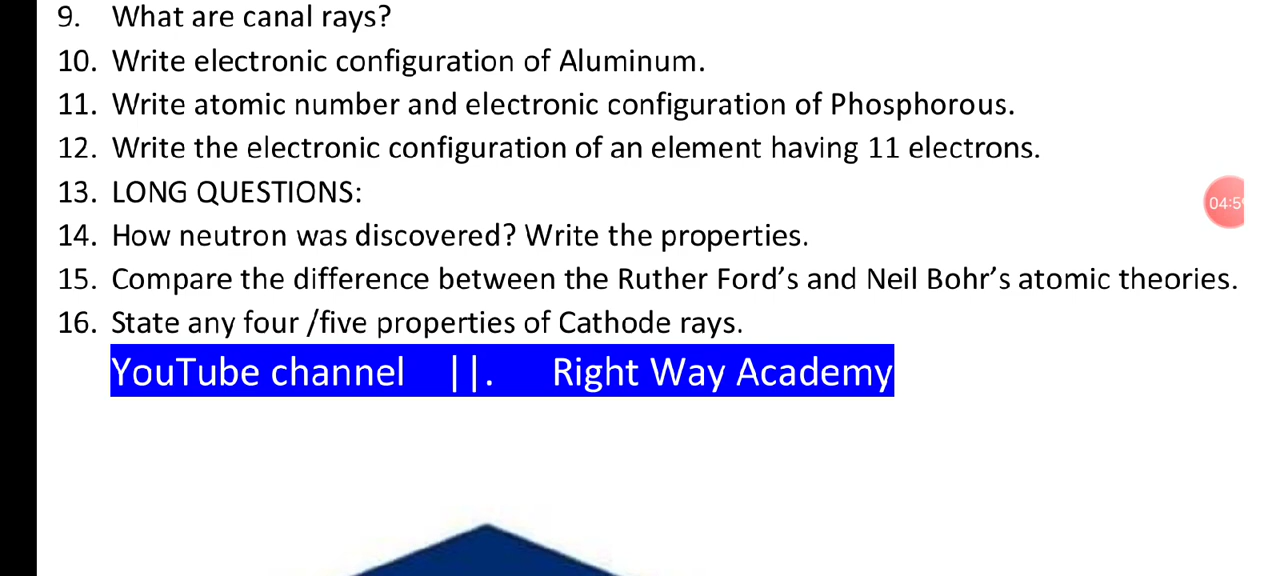 9. What are canal rays?
10. Write electronic configuration of Aluminum.
11. Write atomic number and electronic configuration of Phosphorous.
12. Write the electronic configuration of an element having 11 electrons.
13. LONG QUESTIONS:
14. How neutron was discovered? Write the properties.
15. Compare the difference between the Ruther Ford’s and Neil Bohr’s atomic theories.
16. State any four /five properties of Cathode rays.
YouTube channel ||. Right Way Academy